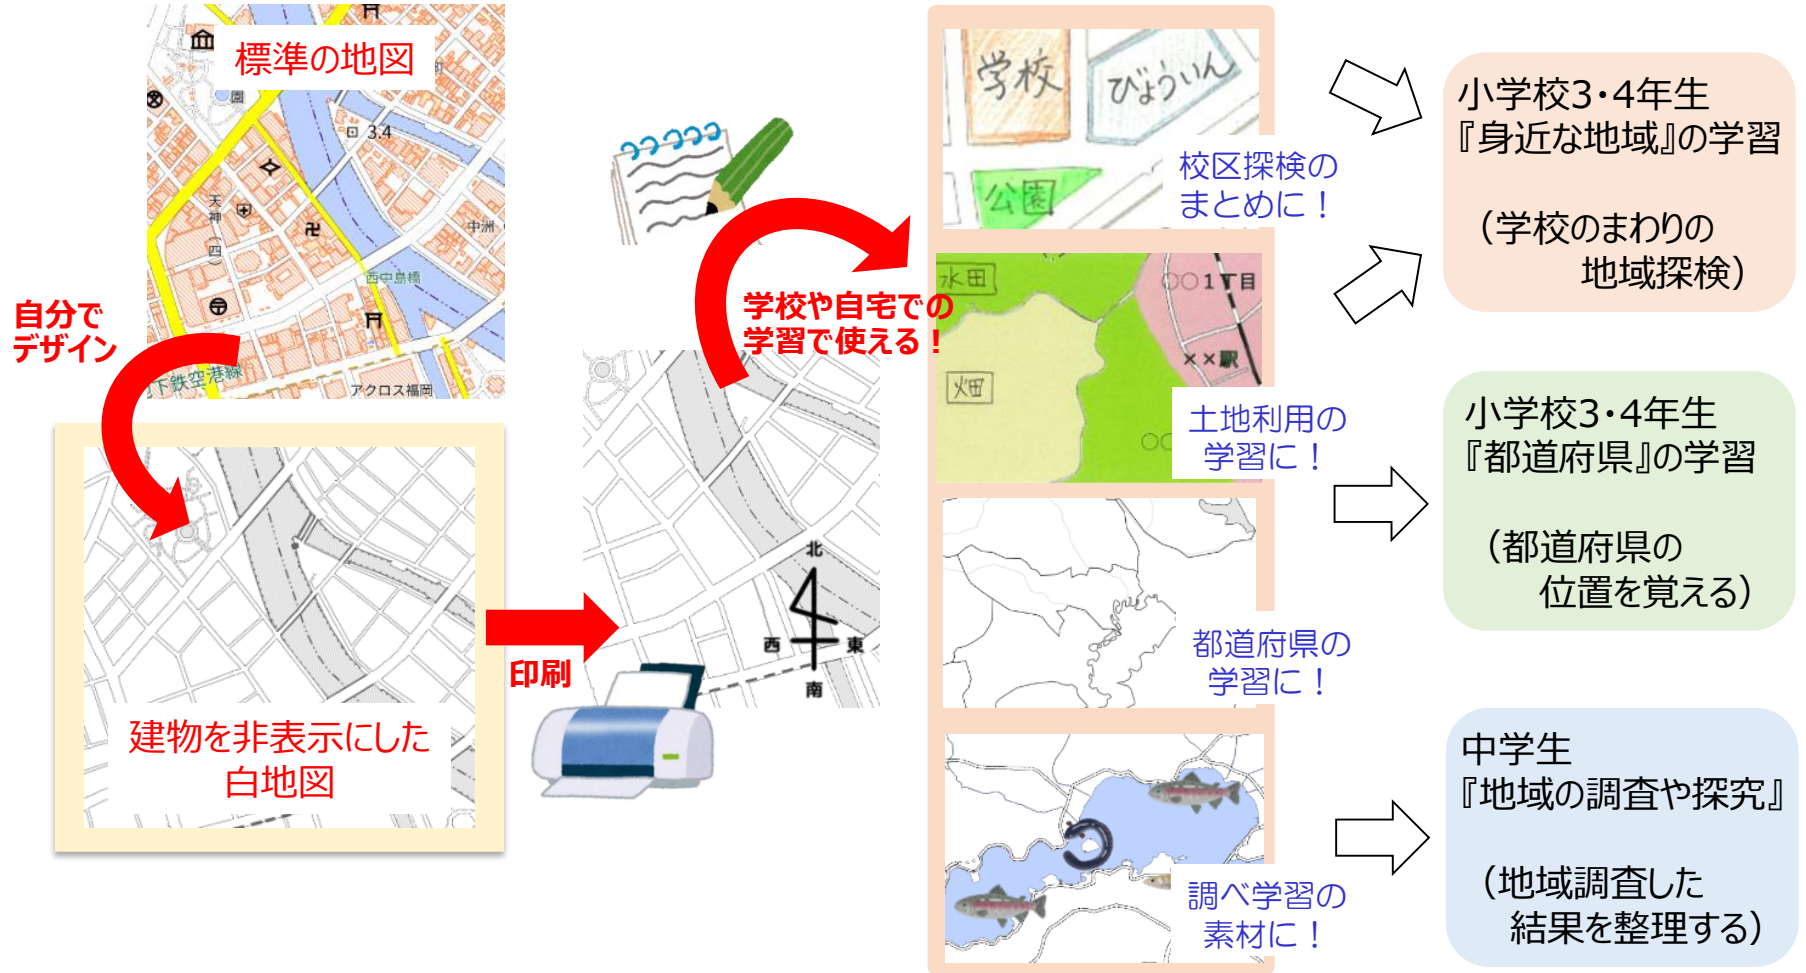 標準の地図
園
町
3.4
天神(四)
中洲
西中島橋
地下鉄空港線
アクロス福岡
自分で
デザイン
建物を非表示にした
白地図
印刷
北
西
東
南
学校や自宅での
学習で使える！
学校
びょういん
公園
校区探検の
まとめに！
水田
〇〇1丁目
××駅
畑
土地利用の
学習に！
都道府県の
学習に！
調べ学習の
素材に！
小学校3・4年生
『身近な地域』の学習
（学校のまわりの
地域探検）
小学校3・4年生
『都道府県』の学習
（都道府県の
位置を覚える）
中学生
『地域の調査や探究』
（地域調査した
結果を整理する）